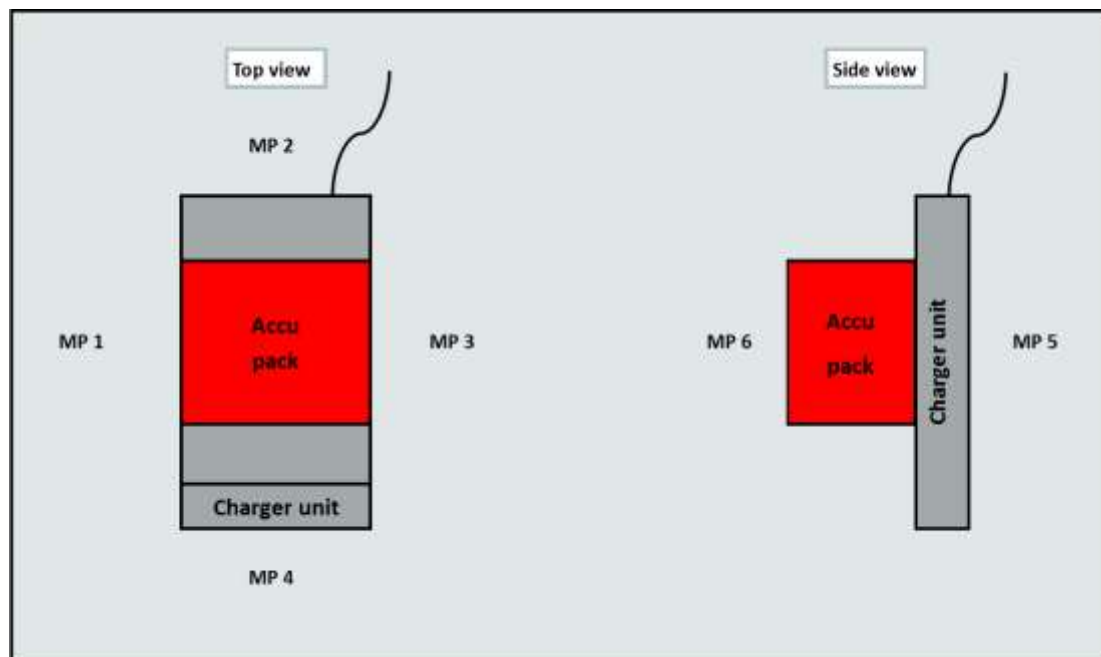 Top view
Side view
MP 2
Accu
pack
MP 1
MP 3
Charger unit
MP 4
MP 6
Accu
pack
Charger unit
MP 5